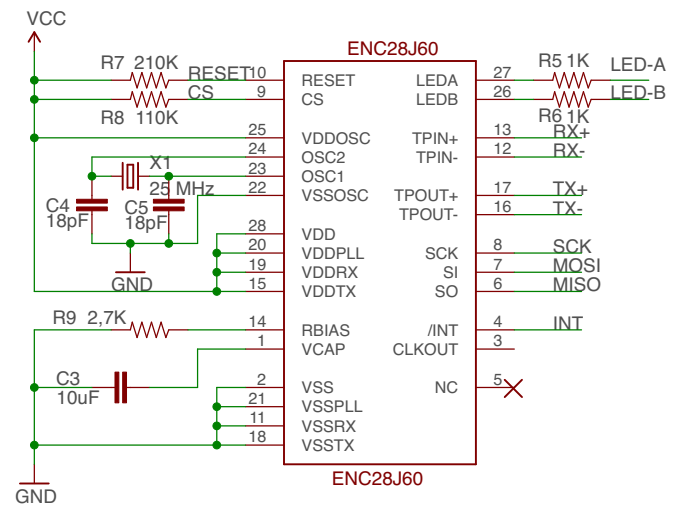 VCC
ENC28J60
R7 210K
RESET
10
RESET
LEDA
27
R5 1K
LED-A
CS
9
CS
LEDB
26
LED-B
R8 110K
R6 1K
25
VDDOSC
TPIN+
13
RX+
24
OSC2
TPIN-
12
RX-
X1
23
OSC1
25 MHz
22
VSSOSC
TPOUT+
17
TX+
C4
18pF
C5
18pF
TPOUT-
16
TX-
28
VDD
20
VDDPLL
SCK
8
SCK
19
VDDRX
SI
7
MOSI
GND
15
VDDTX
SO
6
MISO
R9 2,7K
14
RBIAS
/INT
4
INT
1
VCAP
CLKOUT
3
C3
10uF
2
VSS
NC
5
21
VSSPLL
11
VSSRX
18
VSSTX
ENC28J60
GND